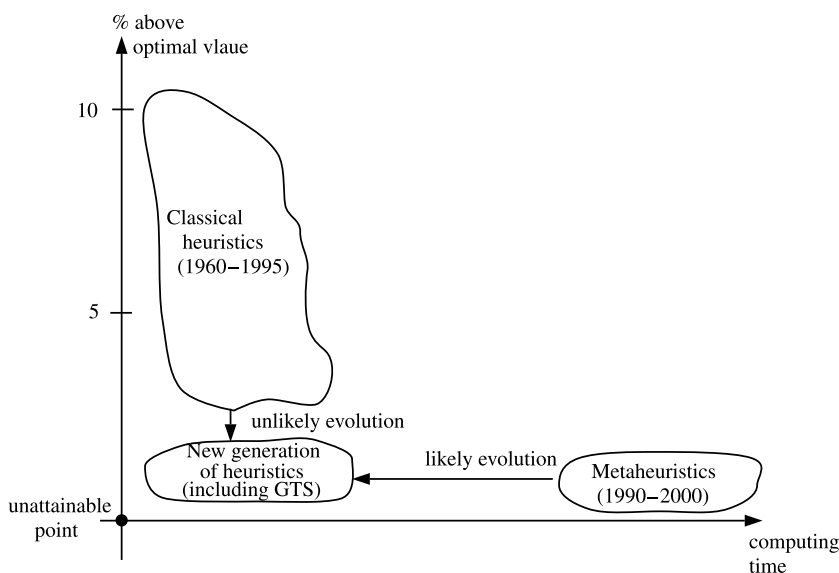 % above
optimal vlaue
10
Classical
heuristics
(1960−1995)
5
unlikely evolution
New generation
of heuristics
(including GTS)
likely evolution
Metaheuristics
(1990−2000)
unattainable
point
computing
time